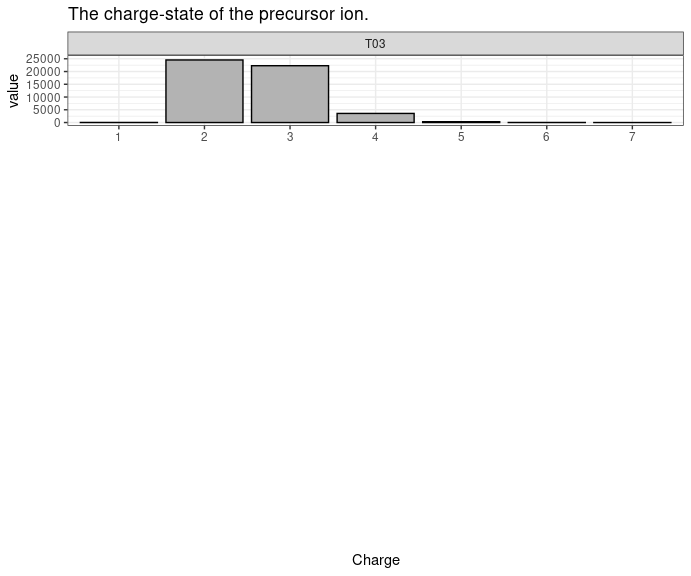 The charge-state of the precursor ion.
T03
value
25000
20000
15000
10000
5000
0
1 2 3 4 5 6 7
Charge